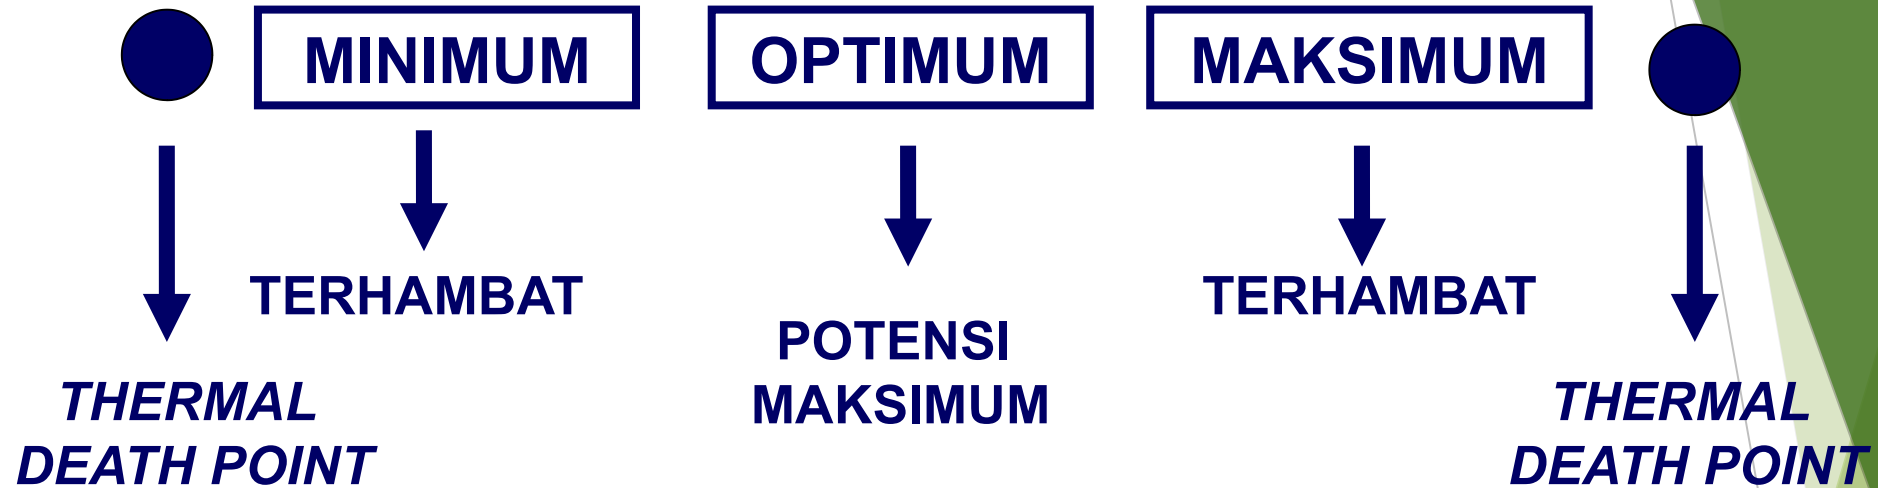 MINIMUM
OPTIMUM
MAKSIMUM
TERHAMBAT
TERHAMBAT
POTENSI
MAKSIMUM
THERMAL
DEATH POINT
THERMAL
DEATH POINT